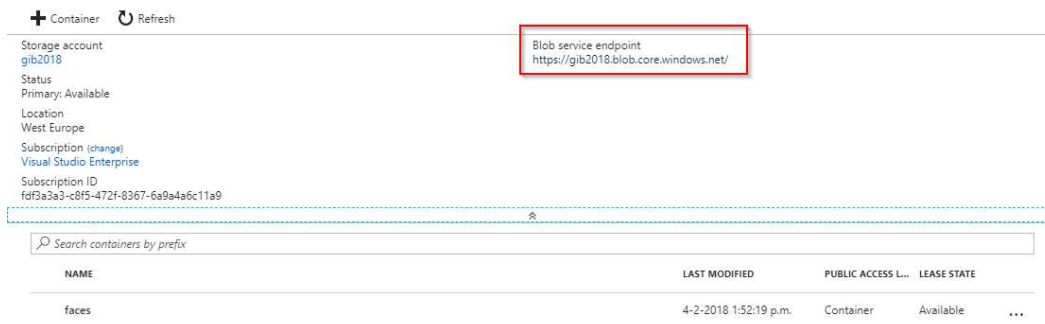 Container Refresh
Storage account
gib2018
Status
Primary: Available
Location
West Europe
Subscription (change)
Visual Studio Enterprise
Subscription ID
fdf3a3a3-c8f5-472f-8367-6a9a4a6c11a9
Blob service endpoint
https://gib2018.blob.core.windows.net/
Search containers by prefix
NAME LAST MODIFIED PUBLIC ACCESS L... LEASE STATE
faces 4-2-2018 1:52:19 p.m. Container Available ...